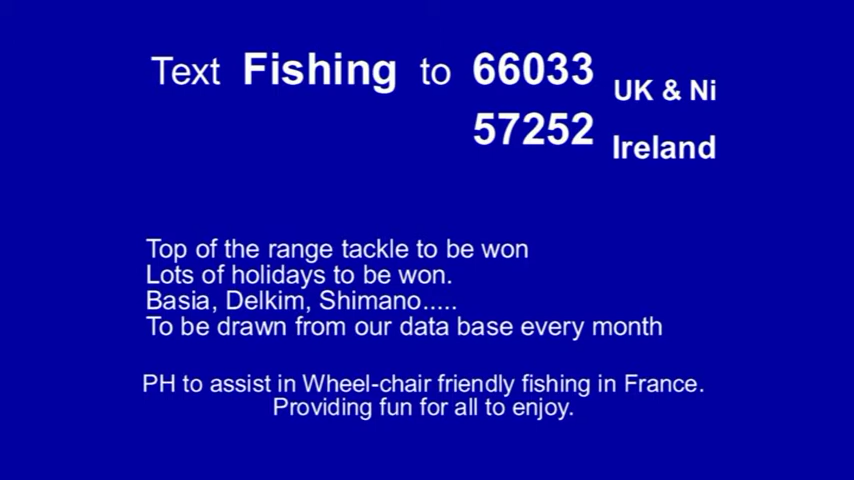 Text Fishing to 66033 UK & Ni
57252 Ireland
Top of the range tackle to be won
Lots of holidays to be won.
Basia, Delkim, Shimano.....
To be drawn from our data base every month
PH to assist in Wheel-chair friendly fishing in France.
Providing fun for all to enjoy.